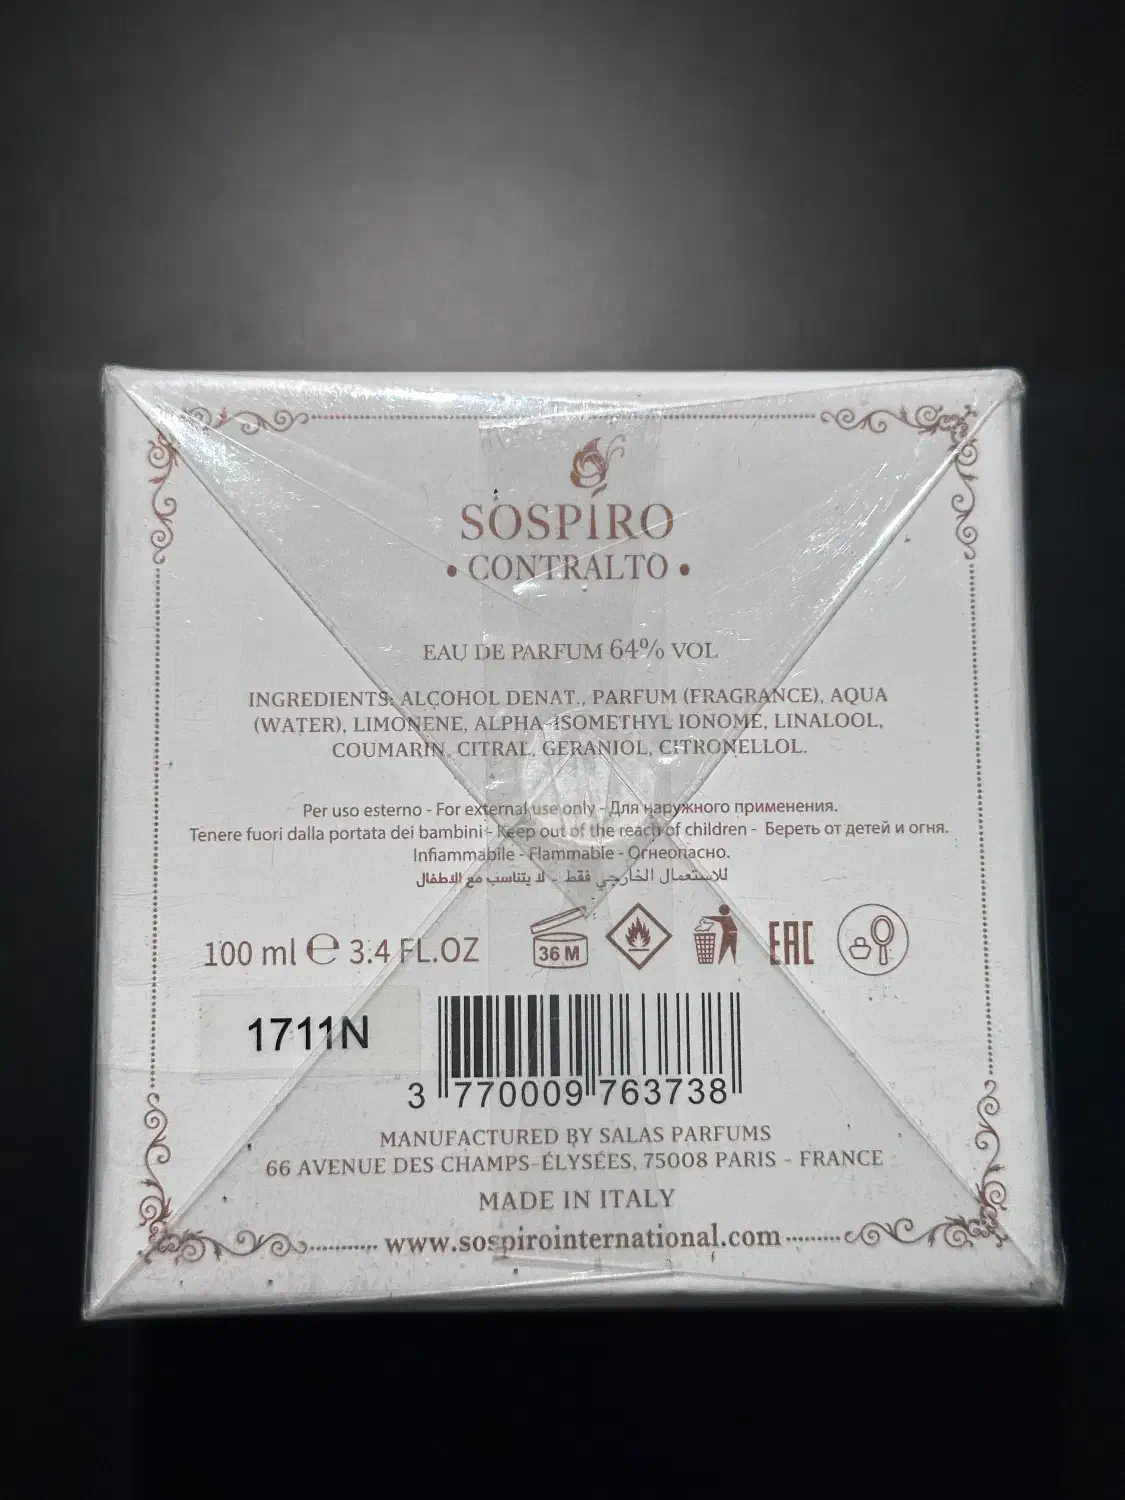 SOSPIRO
• CONTRALTO •
EAU DE PARFUM 64% VOL
INGREDIENTS: ALCOHOL DENAT., PARFUM (FRAGRANCE), AQUA
(WATER), LIMONENE, ALPHA-ISOMETHYL IONOME, LINALOOL,
COUMARIN, CITRAL, GERANIOL, CITRONELLOL.
Per uso esterno - For external use only - Для наружного применения.
Tenere fuori dalla portata dei bambini - Keep out of the reach of children - Береть от детей и огня.
Infiammabile - Flammable - Огнеопасно.
للاستعمال الخارجي فقط - لا يتناسب مع الاطفال
100 ml ℮ 3.4 FL.OZ
36 M
EAC
1711N
3 770009 763738
MANUFACTURED BY SALAS PARFUMS
66 AVENUE DES CHAMPS-ÉLYSÉES, 75008 PARIS - FRANCE
MADE IN ITALY
www.sospirointernational.com